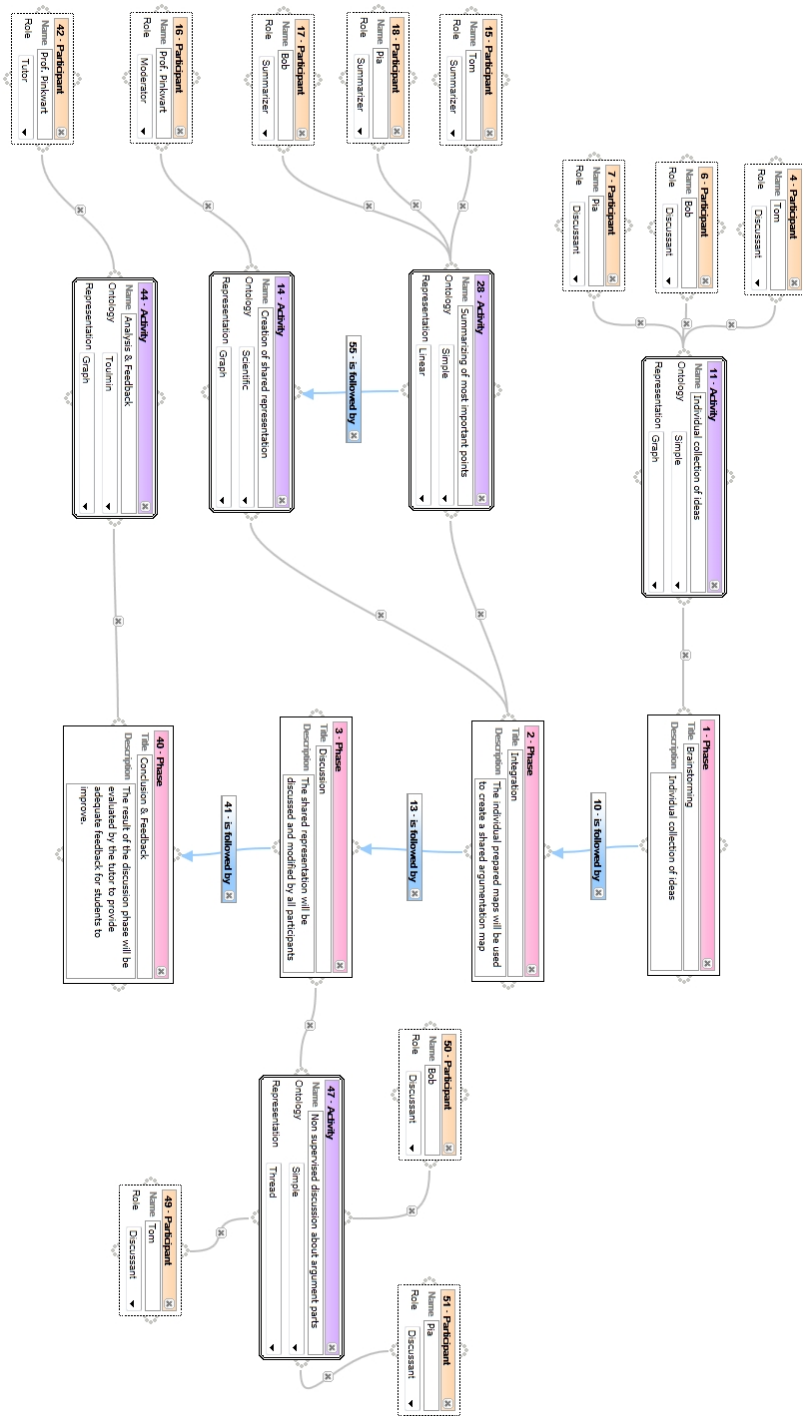 4 - Participant
Name Tom
Role Discussant
6 - Participant
Name Bob
Role Discussant
7 - Participant
Name Pia
Role Discussant
11 - Activity
Name Individual collection of ideas
Ontology Simple
Representation Graph
1 - Phase
Title Brainstorming
Description Individual collection of ideas
10 - is followed by
15 - Participant
Name Tom
Role Summarizer
18 - Participant
Name Pia
Role Summarizer
17 - Participant
Name Bob
Role Summarizer
28 - Activity
Name Summarizing of most important points
Ontology Simple
Representation Linear
55 - is followed by
2 - Phase
Title Integration
Description The individual prepared maps will be used
to create a shared argumentation map
13 - is followed by
16 - Participant
Name Prof. Pinkwart
Role Moderator
14 - Activity
Name Creation of shared representation
Ontology Scientific
Representation Graph
3 - Phase
Title Discussion
Description The shared representation will be
discussed and modified by all participants
41 - is followed by
50 - Participant
Name Bob
Role Discussant
51 - Participant
Name Pia
Role Discussant
47 - Activity
Name Non supervised discussion about argument parts
Ontology Simple
Representation Thread
49 - Participant
Name Tom
Role Discussant
42 - Participant
Name Prof. Pinkwart
Role Tutor
44 - Activity
Name Analysis & Feedback
Ontology Toulmin
Representation Graph
40 - Phase
Title Conclusion & Feedback
Description The result of the discussion phase will be
evaluated by the tutor to provide
adequate feedback for students to
improve.